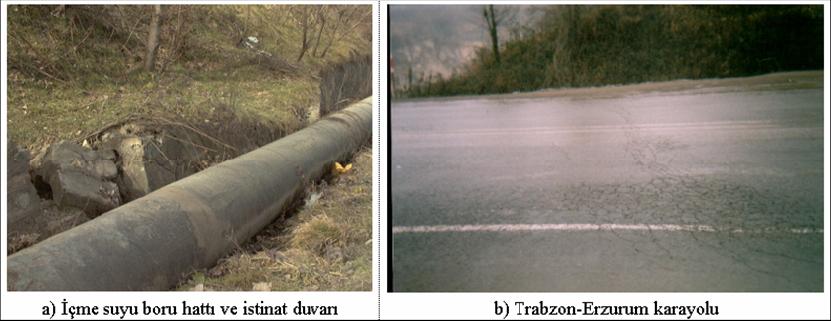 a) İçme suyu boru hattı ve istinat duvarı
b) Trabzon-Erzurum karayolu